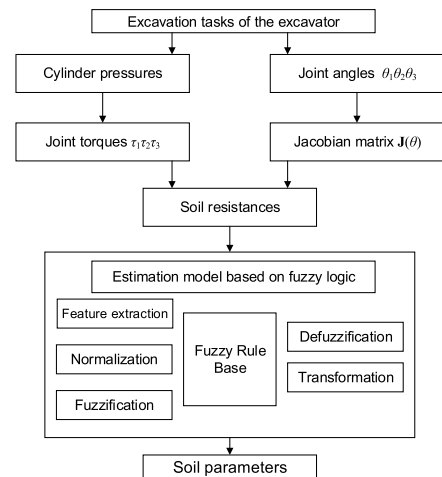 Excavation tasks of the excavator
Cylinder pressures
Joint angles θ₁θ₂θ₃
Joint torques τ₁τ₂τ₃
Jacobian matrix J(θ)
Soil resistances
Estimation model based on fuzzy logic
Feature extraction
Normalization
Fuzzification
Fuzzy Rule
Base
Defuzzification
Transformation
Soil parameters